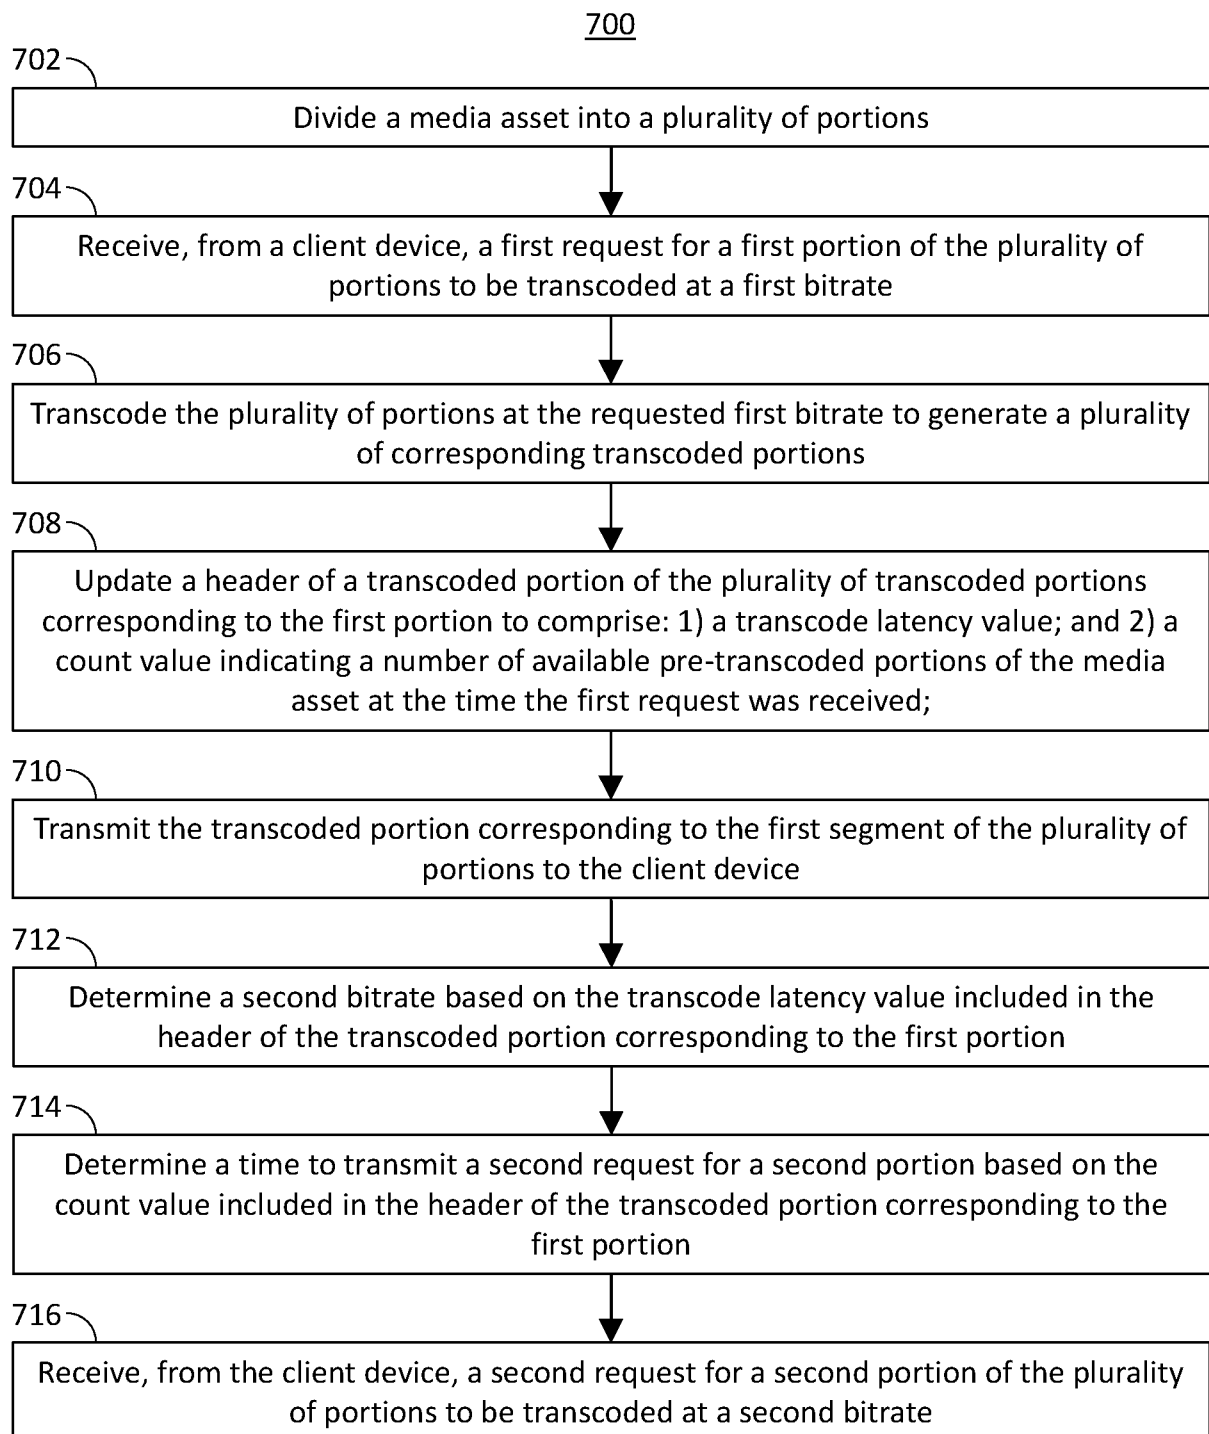 700
702
Divide a media asset into a plurality of portions
704
Receive, from a client device, a first request for a first portion of the plurality of
portions to be transcoded at a first bitrate
706
Transcode the plurality of portions at the requested first bitrate to generate a plurality
of corresponding transcoded portions
708
Update a header of a transcoded portion of the plurality of transcoded portions
corresponding to the first portion to comprise: 1) a transcode latency value; and 2) a
count value indicating a number of available pre-transcoded portions of the media
asset at the time the first request was received;
710
Transmit the transcoded portion corresponding to the first segment of the plurality of
portions to the client device
712
Determine a second bitrate based on the transcode latency value included in the
header of the transcoded portion corresponding to the first portion
714
Determine a time to transmit a second request for a second portion based on the
count value included in the header of the transcoded portion corresponding to the
first portion
716
Receive, from the client device, a second request for a second portion of the plurality
of portions to be transcoded at a second bitrate